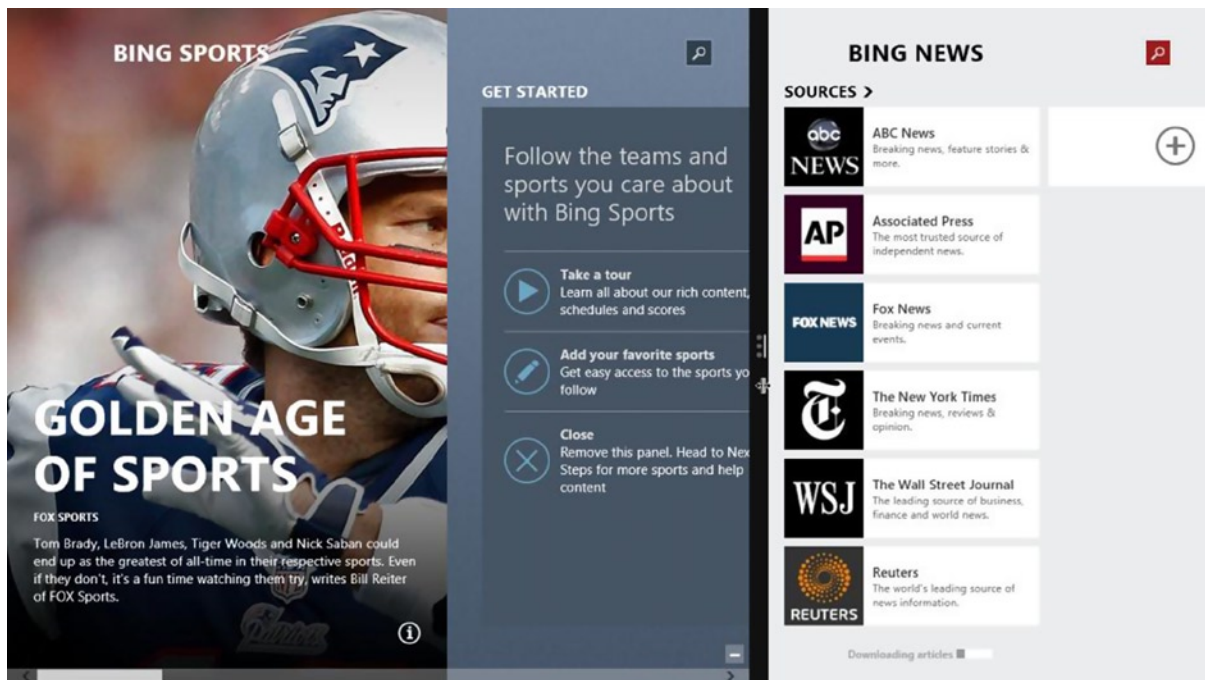 BING SPORTS
GOLDEN AGE
OF SPORTS
FOX SPORTS
Tom Brady, LeBron James, Tiger Woods and Nick Saban could
end up as the greatest of all-time in their respective sports. Even
if they don't, it's a fun time watching them try, writes Bill Reiter
of FOX Sports.
NFL
Patriots
GET STARTED
Follow the teams and
sports you care about
with Bing Sports
Take a tour
Learn all about our rich content,
schedules and scores
Add your favorite sports
Get easy access to the sports yo
follow
Close
Remove this panel. Head to Nex
Steps for more sports and help
content
BING NEWS
SOURCES >
abc
NEWS
ABC News
Breaking news, feature stories &
more.
AP
Associated Press
The most trusted source of
independent news.
FOX NEWS
Fox News
Breaking news and current
events.
The New York Times
Breaking news, reviews &
opinion.
WSJ
The Wall Street Journal
The leading source of business,
finance and world news.
REUTERS
Reuters
The world's leading source of
news information.
Downloading articles